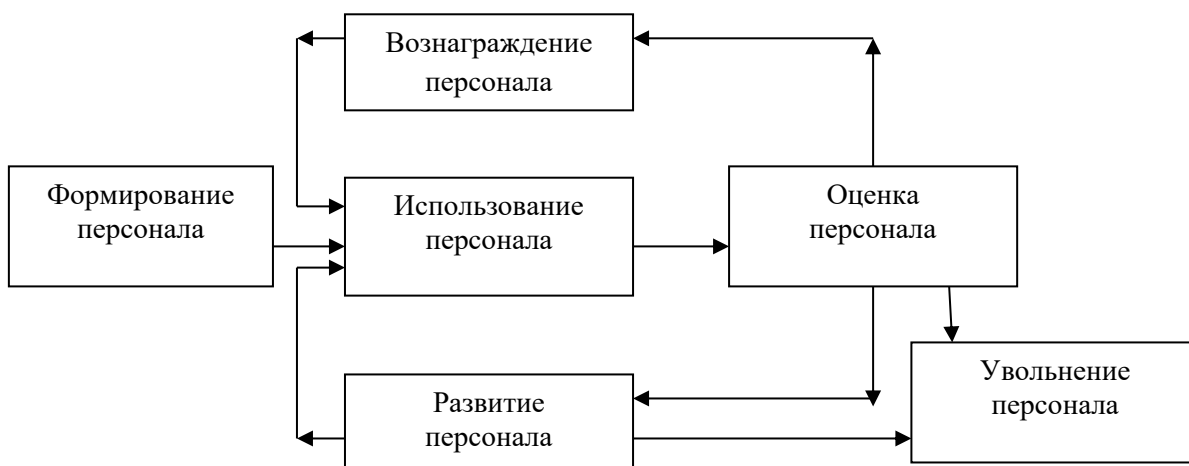 Вознаграждение
персонала
Формирование
персонала
Использование
персонала
Оценка
персонала
Развитие
персонала
Увольнение
персонала